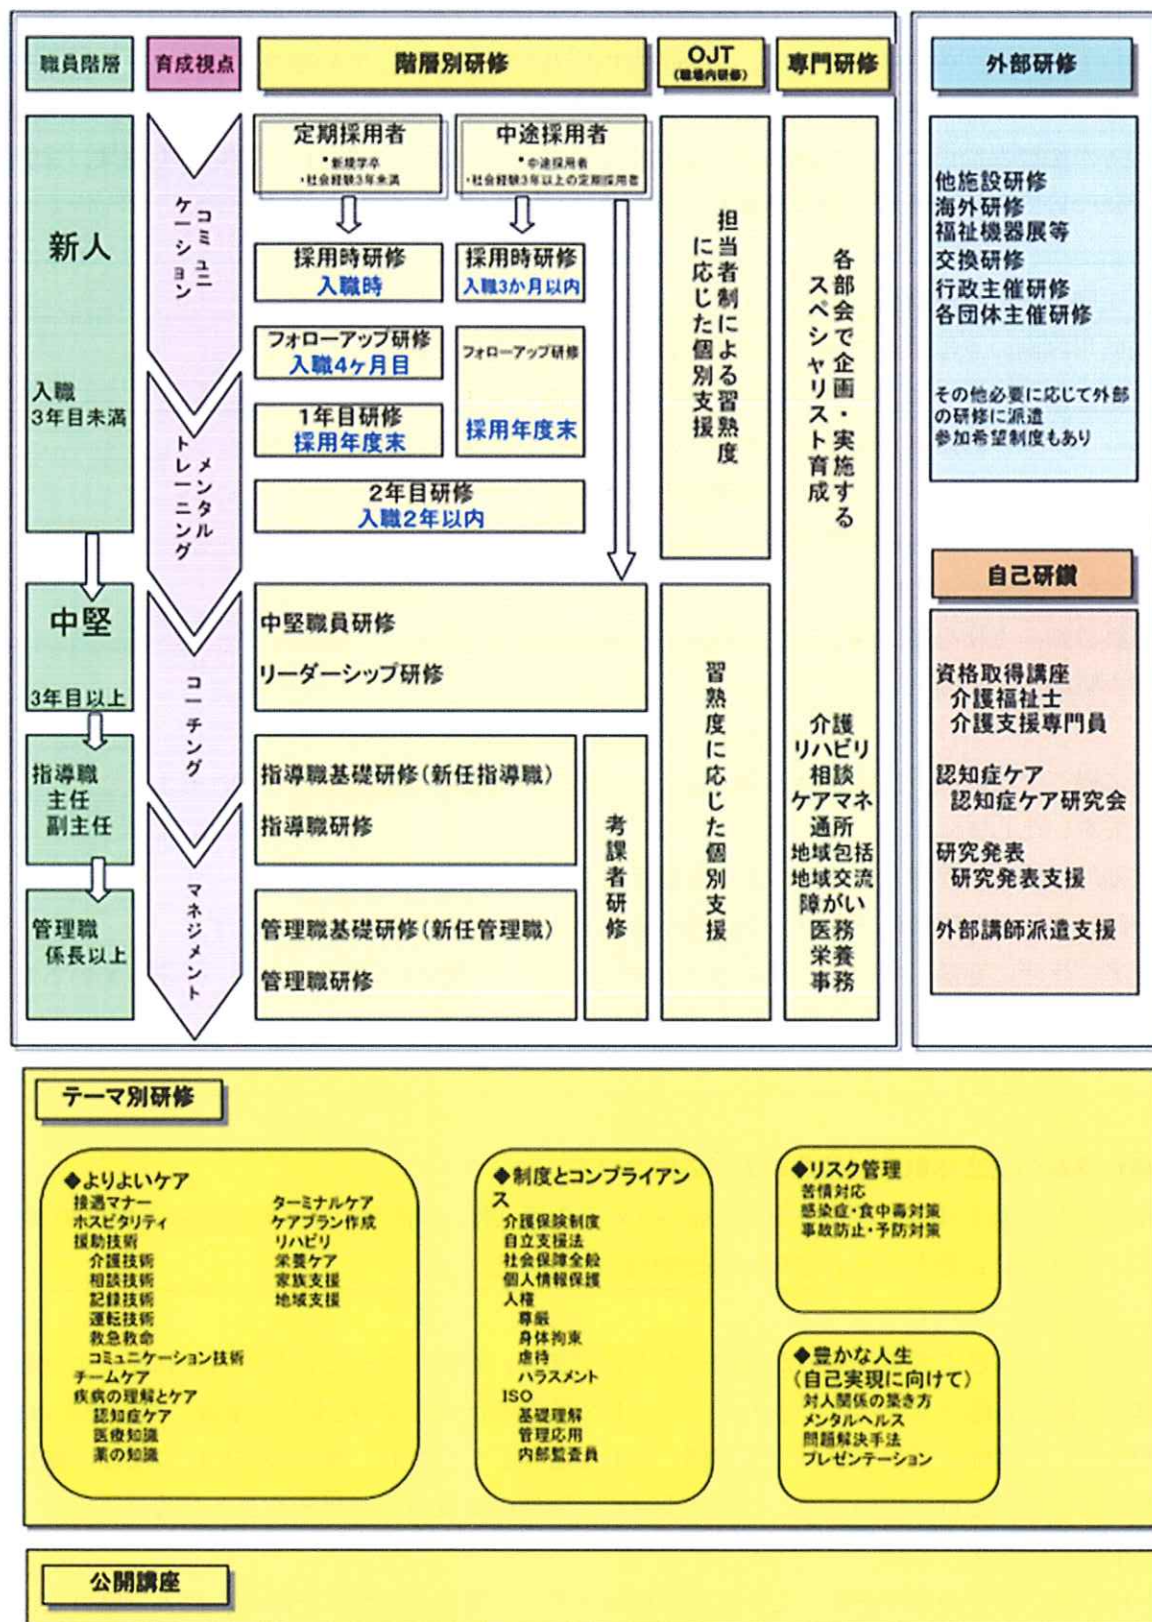 職員階層
育成視点
階層別研修
OJT
(職場内研修)
専門研修
外部研修
新人
入職
3年目未満
中堅
3年目以上
指導職
主任
副主任
管理職
係長以上
コミュニ
ケーション
メンタル
トレーニング
コーチング
マネジメント
定期採用者
・新規学卒
・社会経験3年未満
中途採用者
・中途採用者
・社会経験3年以上の定期採用者
採用時研修
入職時
採用時研修
入職3か月以内
フォローアップ研修
入職4ヶ月目
フォローアップ研修
採用年度末
1年目研修
採用年度末
2年目研修
入職2年以内
中堅職員研修
リーダーシップ研修
指導職基礎研修(新任指導職)
指導職研修
管理職基礎研修(新任管理職)
管理職研修
考課者研修
担当者制による習熟度
に応じた個別支援
習熟度に応じた個別支援
各部会で企画・実施する
スペシャリスト育成
介護
リハビリ
相談
ケアマネ
通所
地域包括
地域交流
障がい
医務
栄養
事務
他施設研修
海外研修
福祉機器展等
交換研修
行政主催研修
各団体主催研修
その他必要に応じて外部
の研修に派遣
参加希望制度もあり
自己研鑽
資格取得講座
介護福祉士
介護支援専門員
認知症ケア
認知症ケア研究会
研究発表
研究発表支援
外部講師派遣支援
テーマ別研修
◆よりよいケア
接遇マナー
ホスピタリティ
援助技術
介護技術
相談技術
記録技術
運転技術
救急救命
コミュニケーション技術
チームケア
疾病の理解とケア
認知症ケア
医療知識
薬の知識
ターミナルケア
ケアプラン作成
リハビリ
栄養ケア
家族支援
地域支援
◆制度とコンプライアン
ス
介護保険制度
自立支援法
社会保障全般
個人情報保護
人権
尊厳
身体拘束
虐待
ハラスメント
ISO
基礎理解
管理応用
内部監査員
◆リスク管理
苦情対応
感染症・食中毒対策
事故防止・予防対策
◆豊かな人生
(自己実現に向けて)
対人関係の築き方
メンタルヘルス
問題解決手法
プレゼンテーション
公開講座